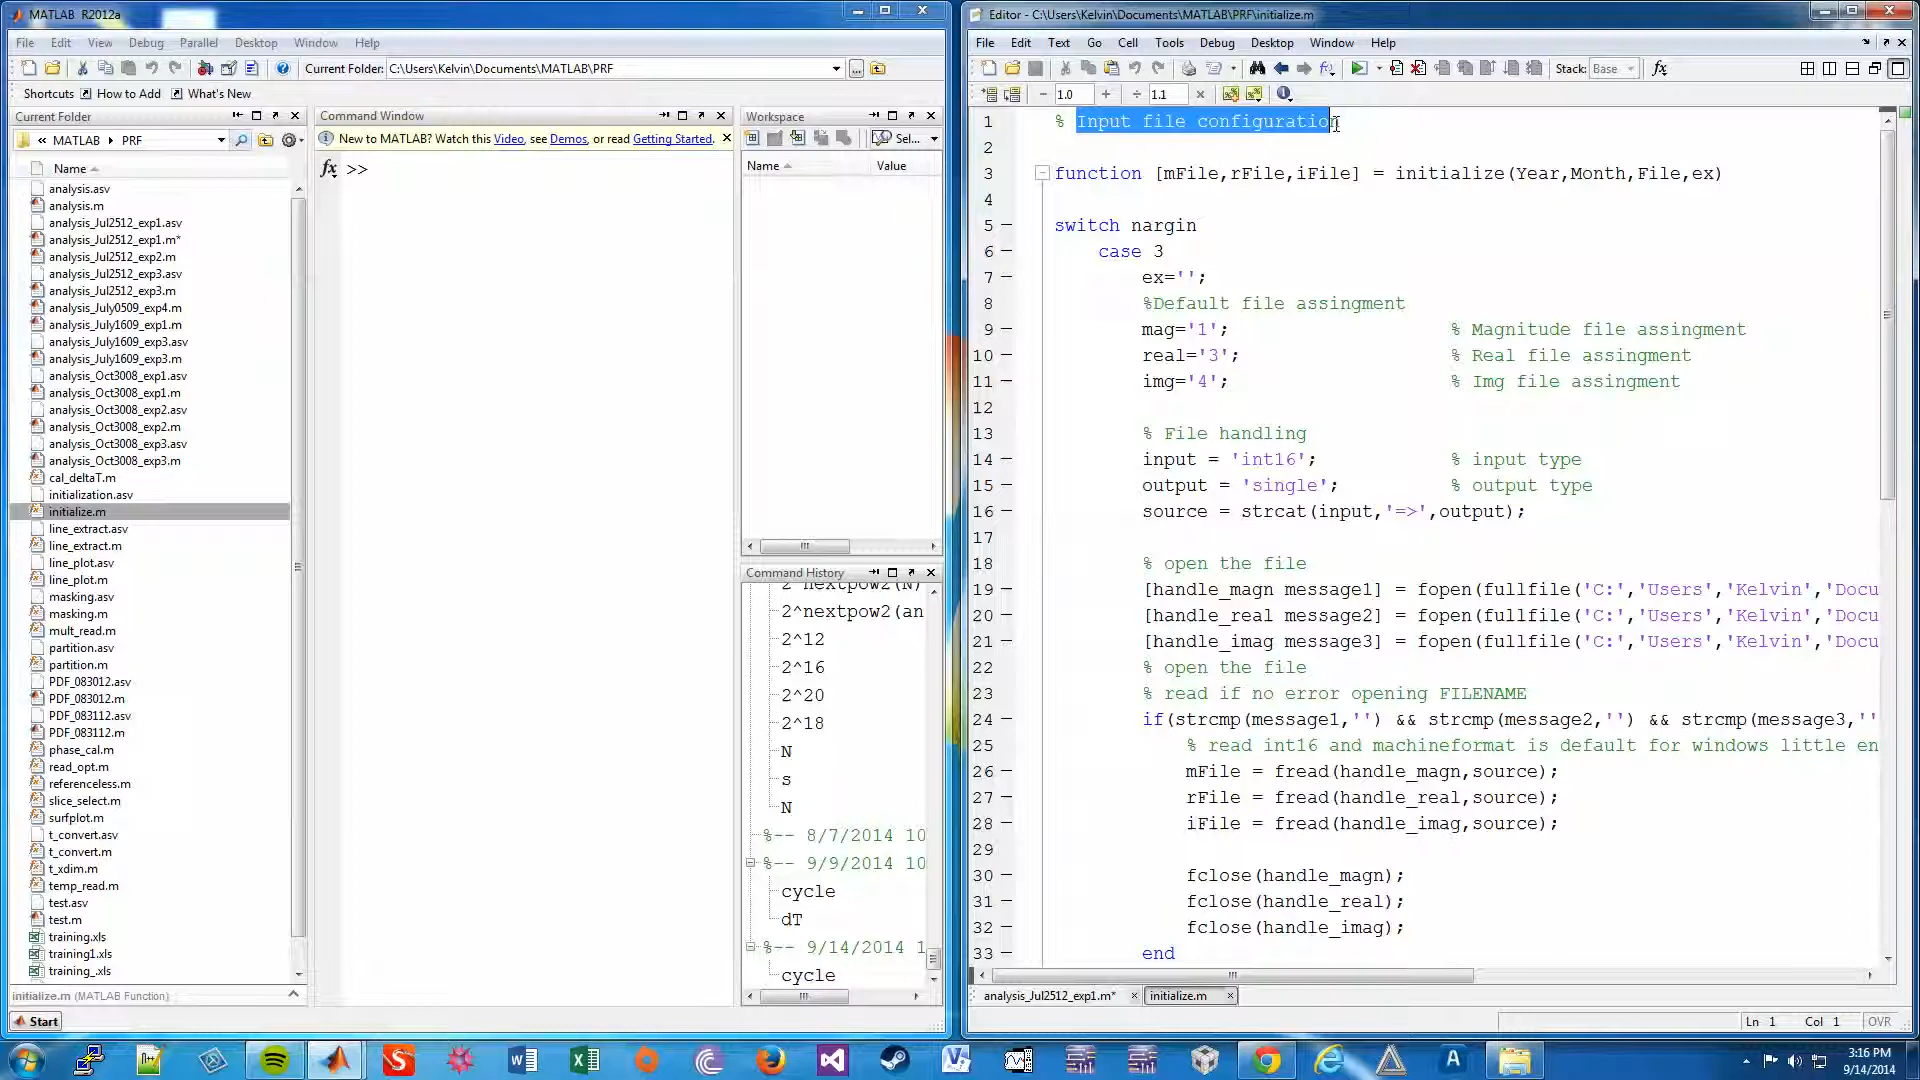 MATLAB R2012a
File Edit View Debug Parallel Desktop Window Help
Current Folder: C:\Users\Kelvin\Documents\MATLAB\PRF
Shortcuts How to Add What's New
Current Folder
« MATLAB PRF
Name
analysis.asv
analysis.m
analysis_Jul2512_exp1.asv
analysis_Jul2512_exp1.m*
analysis_Jul2512_exp2.m
analysis_Jul2512_exp3.asv
analysis_Jul2512_exp3.m
analysis_July0509_exp4.m
analysis_July1609_exp1.m
analysis_July1609_exp3.asv
analysis_July1609_exp3.m
analysis_Oct3008_exp1.asv
analysis_Oct3008_exp1.m
analysis_Oct3008_exp2.asv
analysis_Oct3008_exp2.m
analysis_Oct3008_exp3.asv
analysis_Oct3008_exp3.m
cal_deltaT.m
initialization.asv
initialize.m
line_extract.asv
line_extract.m
line_plot.asv
line_plot.m
masking.asv
masking.m
mult_read.m
partition.asv
partition.m
PDF_083012.asv
PDF_083012.m
PDF_083112.asv
PDF_083112.m
phase_cal.m
read_opt.m
referenceless.m
slice_select.m
surfplot.m
t_convert.asv
t_convert.m
t_xdim.m
temp_read.m
test.asv
test.m
training.xls
training1.xls
training_.xls
initialize.m (MATLAB Function)
Start
Command Window
New to MATLAB? Watch this Video, see Demos, or read Getting Started.
fx >>
Workspace
Sel...
Name Value
Command History
2^nextpow2(N)
2^nextpow2(an
2^12
2^16
2^20
2^18
N
s
N
%-- 8/7/2014 10
%-- 9/9/2014 10
cycle
dT
%-- 9/14/2014 1
cycle
Editor - C:\Users\Kelvin\Documents\MATLAB\PRF\initialize.m
File Edit Text Go Cell Tools Debug Desktop Window Help
Stack: Base fx
− 1.0 + ÷ 1.1 ×
1 % Input file configuration
2
3 function [mFile,rFile,iFile] = initialize(Year,Month,File,ex)
4
5 switch nargin
6 case 3
7 ex='';
8 %Default file assingment
9 mag='1'; % Magnitude file assingment
10 real='3'; % Real file assingment
11 img='4'; % Img file assingment
12
13 % File handling
14 input = 'int16'; % input type
15 output = 'single'; % output type
16 source = strcat(input,'=>',output);
17
18 % open the file
19 [handle_magn message1] = fopen(fullfile('C:','Users','Kelvin','Docu
20 [handle_real message2] = fopen(fullfile('C:','Users','Kelvin','Docu
21 [handle_imag message3] = fopen(fullfile('C:','Users','Kelvin','Docu
22 % open the file
23 % read if no error opening FILENAME
24 if(strcmp(message1,'') && strcmp(message2,'') && strcmp(message3,''
25 % read int16 and machineformat is default for windows little en
26 mFile = fread(handle_magn,source);
27 rFile = fread(handle_real,source);
28 iFile = fread(handle_imag,source);
29
30 fclose(handle_magn);
31 fclose(handle_real);
32 fclose(handle_imag);
33 end
analysis_Jul2512_exp1.m* × initialize.m ×
Ln 1 Col 1 OVR
3:16 PM
9/14/2014